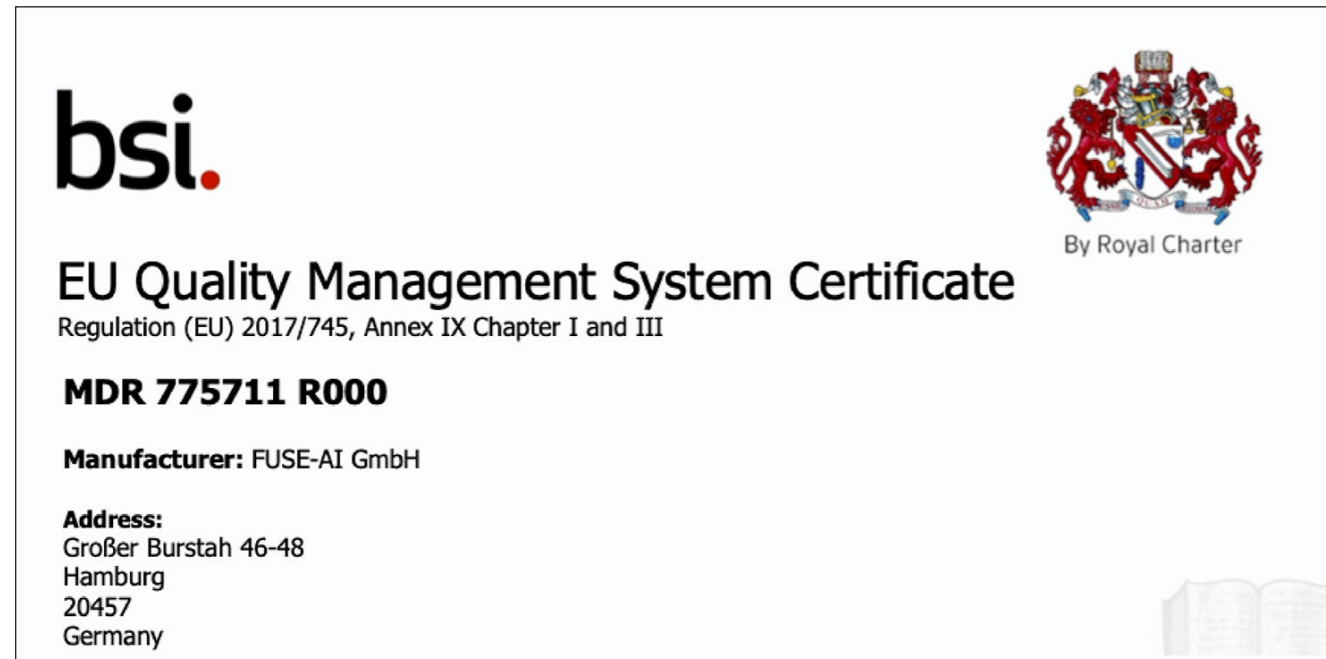 bsi.
By Royal Charter
EU Quality Management System Certificate
Regulation (EU) 2017/745, Annex IX Chapter I and III
MDR 775711 R000
Manufacturer: FUSE-AI GmbH
Address:
Großer Burstah 46-48
Hamburg
20457
Germany